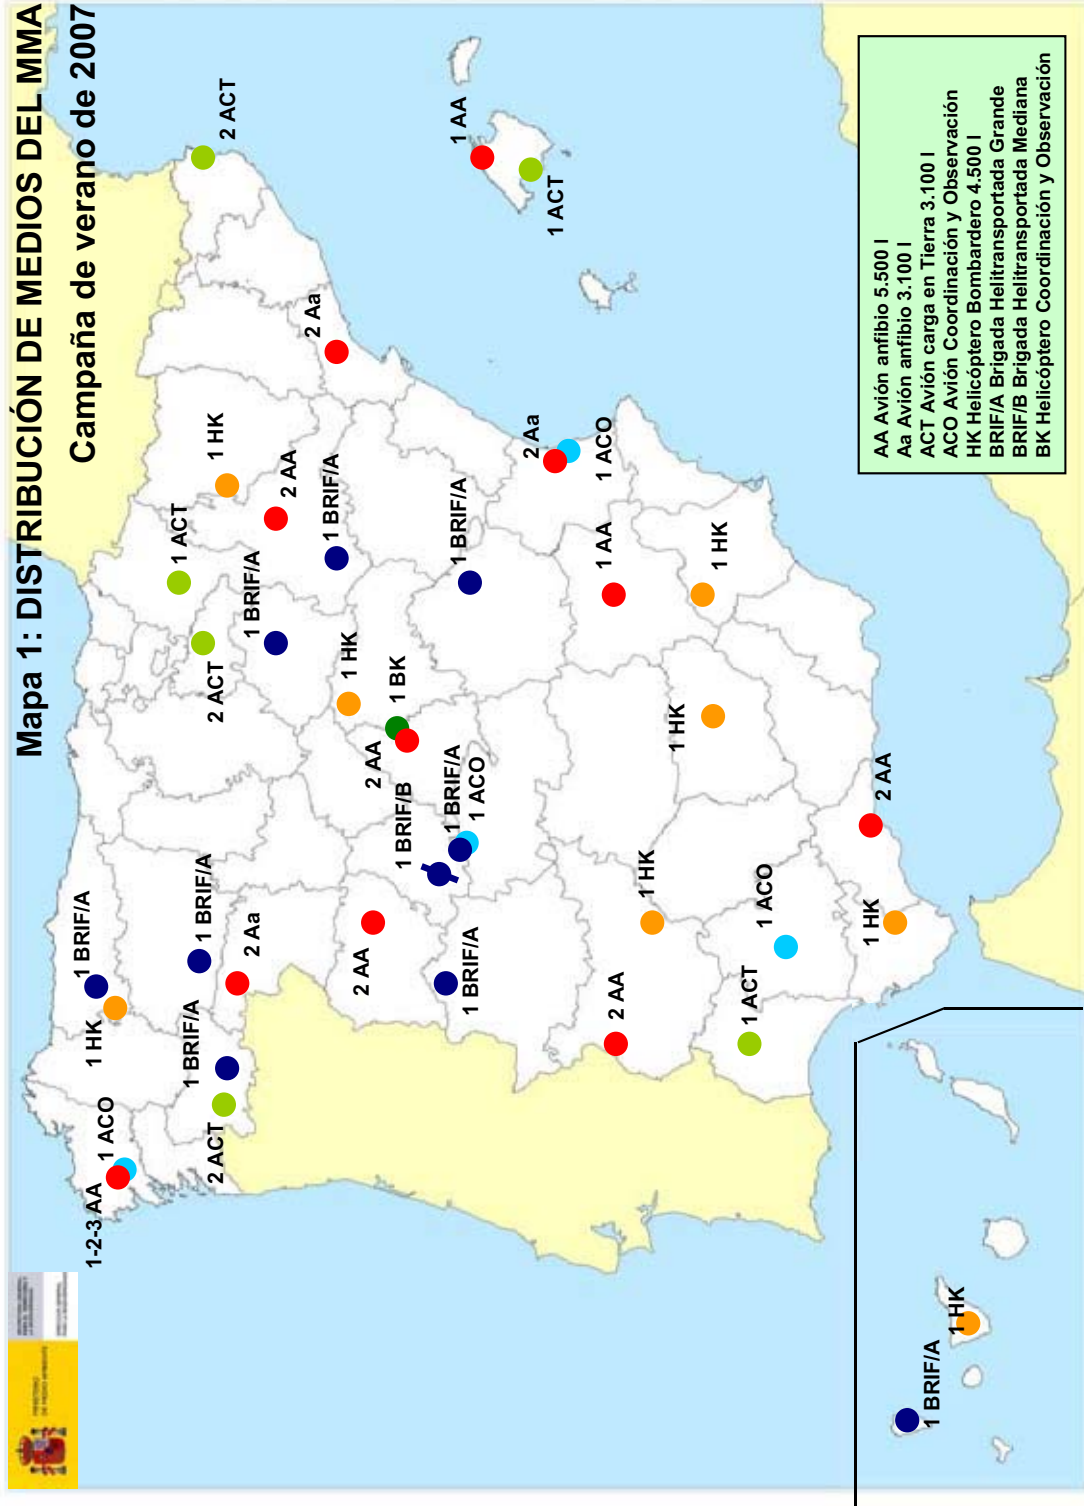 Mapa 1: DISTRIBUCIÓN DE MEDIOS DEL MMA
Campaña de verano de 2007
MINISTERIO
DE MEDIO AMBIENTE
1-2-3 AA
1 ACO
1 HK
1 BRIF/A
2 ACT
1 BRIF/A
1 BRIF/A
2 Aa
2 ACT
1 ACT
1 BRIF/A
1 HK
2 AA
1 BRIF/A
2 Aa
2 ACT
1 HK
2 AA
1 BK
2 AA
1 BRIF/B
1 BRIF/A
1 ACO
1 BRIF/A
1 BRIF/A
1 AA
1 ACT
2 Aa
1 ACO
2 AA
1 HK
1 AA
1 HK
1 HK
1 ACT
1 ACO
1 HK
2 AA
1 BRIF/A
1 HK
AA Avión anfibio 5.500 l
Aa Avión anfibio 3.100 l
ACT Avión carga en Tierra 3.100 l
ACO Avión Coordinación y Observación
HK Helicóptero Bombardero 4.500 l
BRIF/A Brigada Helitransportada Grande
BRIF/B Brigada Helitransportada Mediana
BK Helicóptero Coordinación y Observación